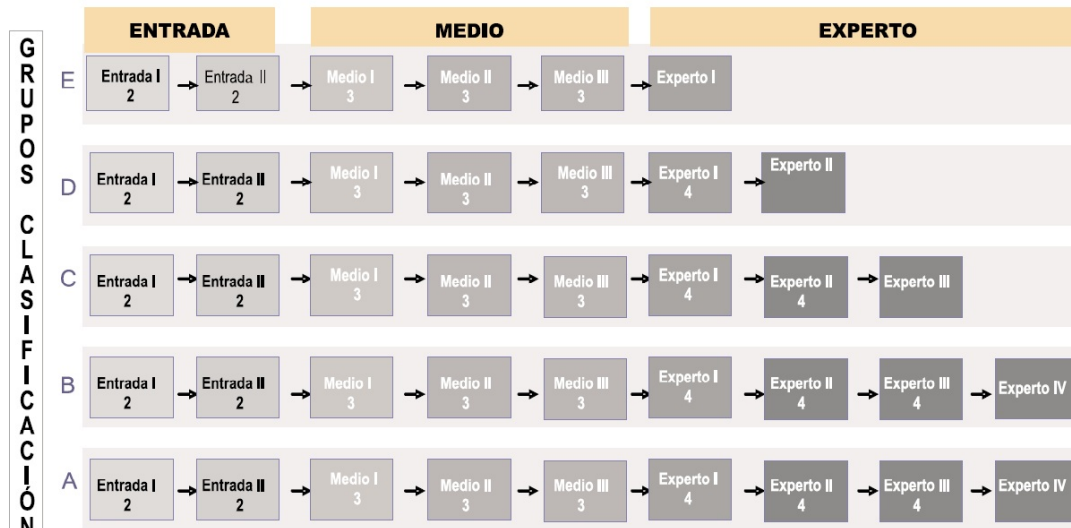 GRUPOS CLASIFICACIÓN
ENTRADA MEDIO EXPERTO
E
Entrada I
2
Entrada II
2
Medio I
3
Medio II
3
Medio III
3
Experto I
D
Entrada I
2
Entrada II
2
Medio I
3
Medio II
3
Medio III
3
Experto I
4
Experto II
C
Entrada I
2
Entrada II
2
Medio I
3
Medio II
3
Medio III
3
Experto I
4
Experto II
4
Experto III
B
Entrada I
2
Entrada II
2
Medio I
3
Medio II
3
Medio III
3
Experto I
4
Experto II
4
Experto III
4
Experto IV
A
Entrada I
2
Entrada II
2
Medio I
3
Medio II
3
Medio III
3
Experto I
4
Experto II
4
Experto III
4
Experto IV